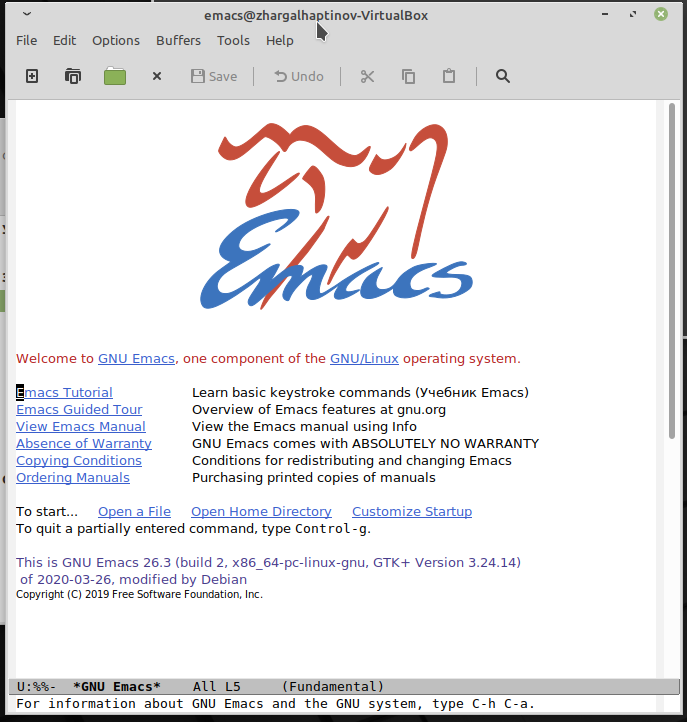 emacs@zhargalhaptinov-VirtualBox
File Edit Options Buffers Tools Help
Save Undo
Emacs
Welcome to GNU Emacs, one component of the GNU/Linux operating system.
Emacs Tutorial Learn basic keystroke commands (Учебник Emacs)
Emacs Guided Tour Overview of Emacs features at gnu.org
View Emacs Manual View the Emacs manual using Info
Absence of Warranty GNU Emacs comes with ABSOLUTELY NO WARRANTY
Copying Conditions Conditions for redistributing and changing Emacs
Ordering Manuals Purchasing printed copies of manuals
To start... Open a File Open Home Directory Customize Startup
To quit a partially entered command, type Control-g.
This is GNU Emacs 26.3 (build 2, x86_64-pc-linux-gnu, GTK+ Version 3.24.14)
of 2020-03-26, modified by Debian
Copyright (C) 2019 Free Software Foundation, Inc.
U:%%- *GNU Emacs* All L5 (Fundamental)
For information about GNU Emacs and the GNU system, type C-h C-a.